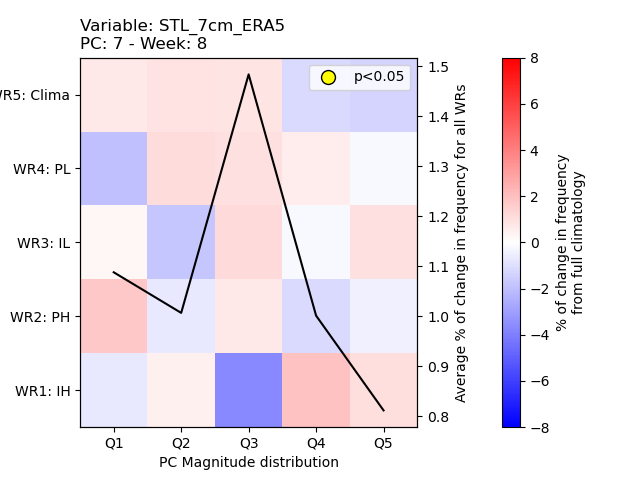 Variable: STL_7cm_ERA5
PC: 7 - Week: 8
p<0.05
WR5: Clima
WR4: PL
WR3: IL
WR2: PH
WR1: IH
Q1 Q2 Q3 Q4 Q5
PC Magnitude distribution
1.5
1.4
1.3
1.2
1.1
1.0
0.9
0.8
Average % of change in frequency for all WRs
8
6
4
2
0
−2
−4
−6
−8
% of change in frequency
from full climatology